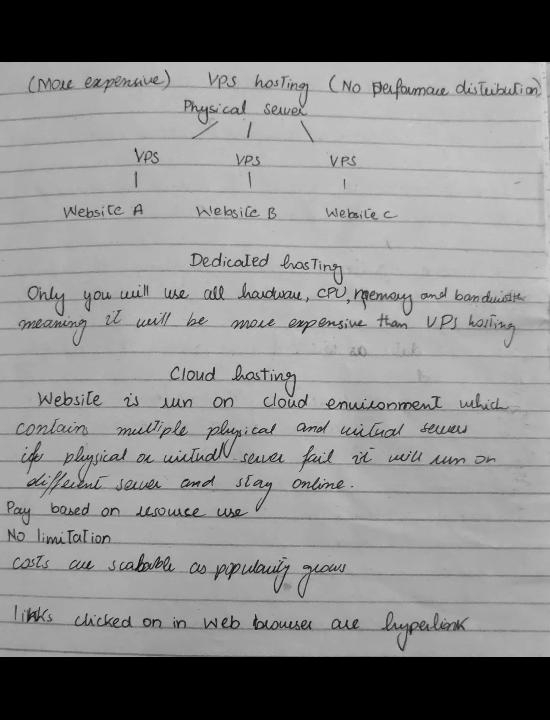 (More expensive) VPS hosting (No performace distribution)
Physical server
VPS VPS VPS
Website A Website B Website C
Dedicated hosting
Only you will use all hardware, CPU, memory and bandwidth
meaning it will be more expensive than VPS hosting
Cloud hosting
Website is run on cloud environment which
contains multiple physical and virtual servers
if physical or virtual server fail it will run on
different server and stay online.
Pay based on resource use
No limitation
costs are scalable as popularity grows
links clicked on in web browser are hyperlink